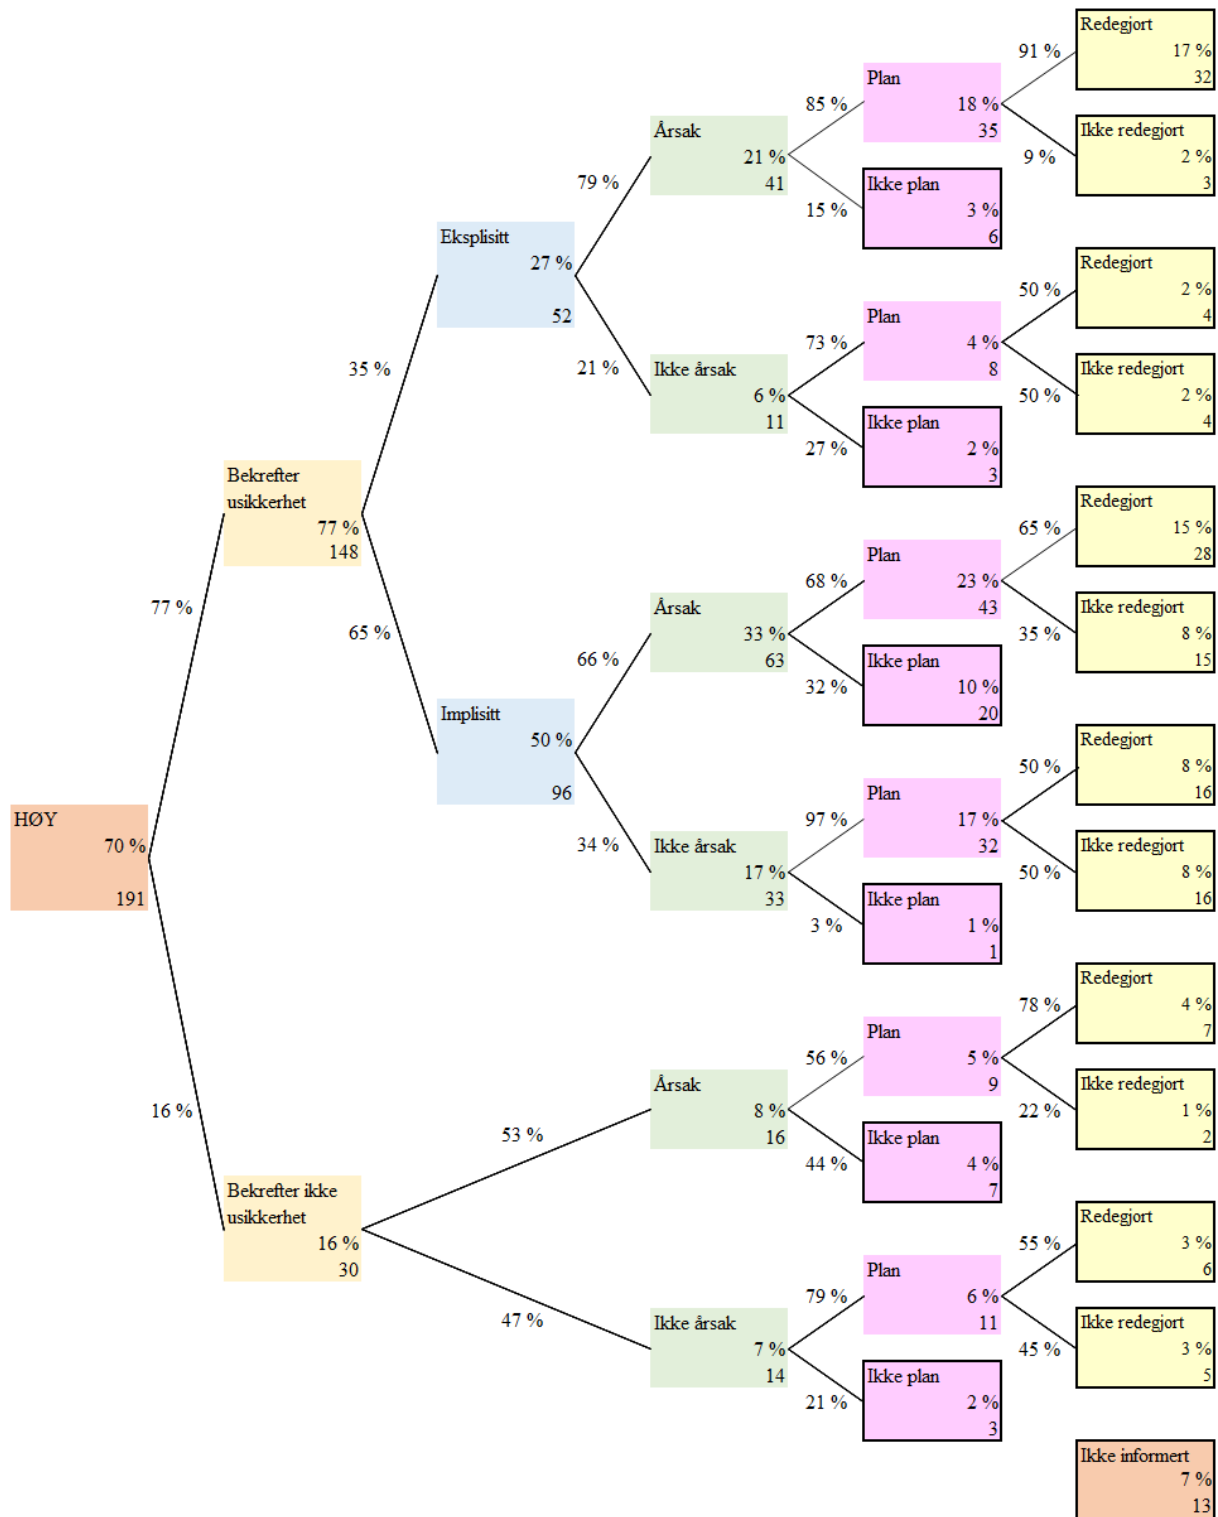 Redegjort
91 %
17 %
32
Plan
85 %
18 %
35
Årsak
21 %
41
Ikke redegjort
9 %
2 %
3
79 %
15 %
Ikke plan
3 %
6
Eksplisitt
27 %
52
Redegjort
50 %
2 %
4
Plan
73 %
4 %
8
35 %
21 %
Ikke årsak
6 %
11
Ikke redegjort
50 %
2 %
4
27 %
Ikke plan
2 %
3
Bekrefter
usikkerhet
77 %
148
Redegjort
65 %
15 %
28
Plan
68 %
23 %
43
77 %
65 %
Årsak
33 %
63
Ikke redegjort
35 %
8 %
15
66 %
32 %
Ikke plan
10 %
20
Implisitt
50 %
96
Redegjort
50 %
8 %
16
Plan
97 %
17 %
32
HØY
70 %
191
34 %
Ikke årsak
17 %
33
Ikke redegjort
50 %
8 %
16
3 %
Ikke plan
1 %
1
Redegjort
78 %
4 %
7
Plan
56 %
5 %
9
16 %
53 %
Årsak
8 %
16
Ikke redegjort
22 %
1 %
2
44 %
Ikke plan
4 %
7
Bekrefter ikke
usikkerhet
16 %
30
Redegjort
55 %
3 %
6
Plan
79 %
6 %
11
47 %
Ikke årsak
7 %
14
Ikke redegjort
45 %
3 %
5
21 %
Ikke plan
2 %
3
Ikke informert
7 %
13